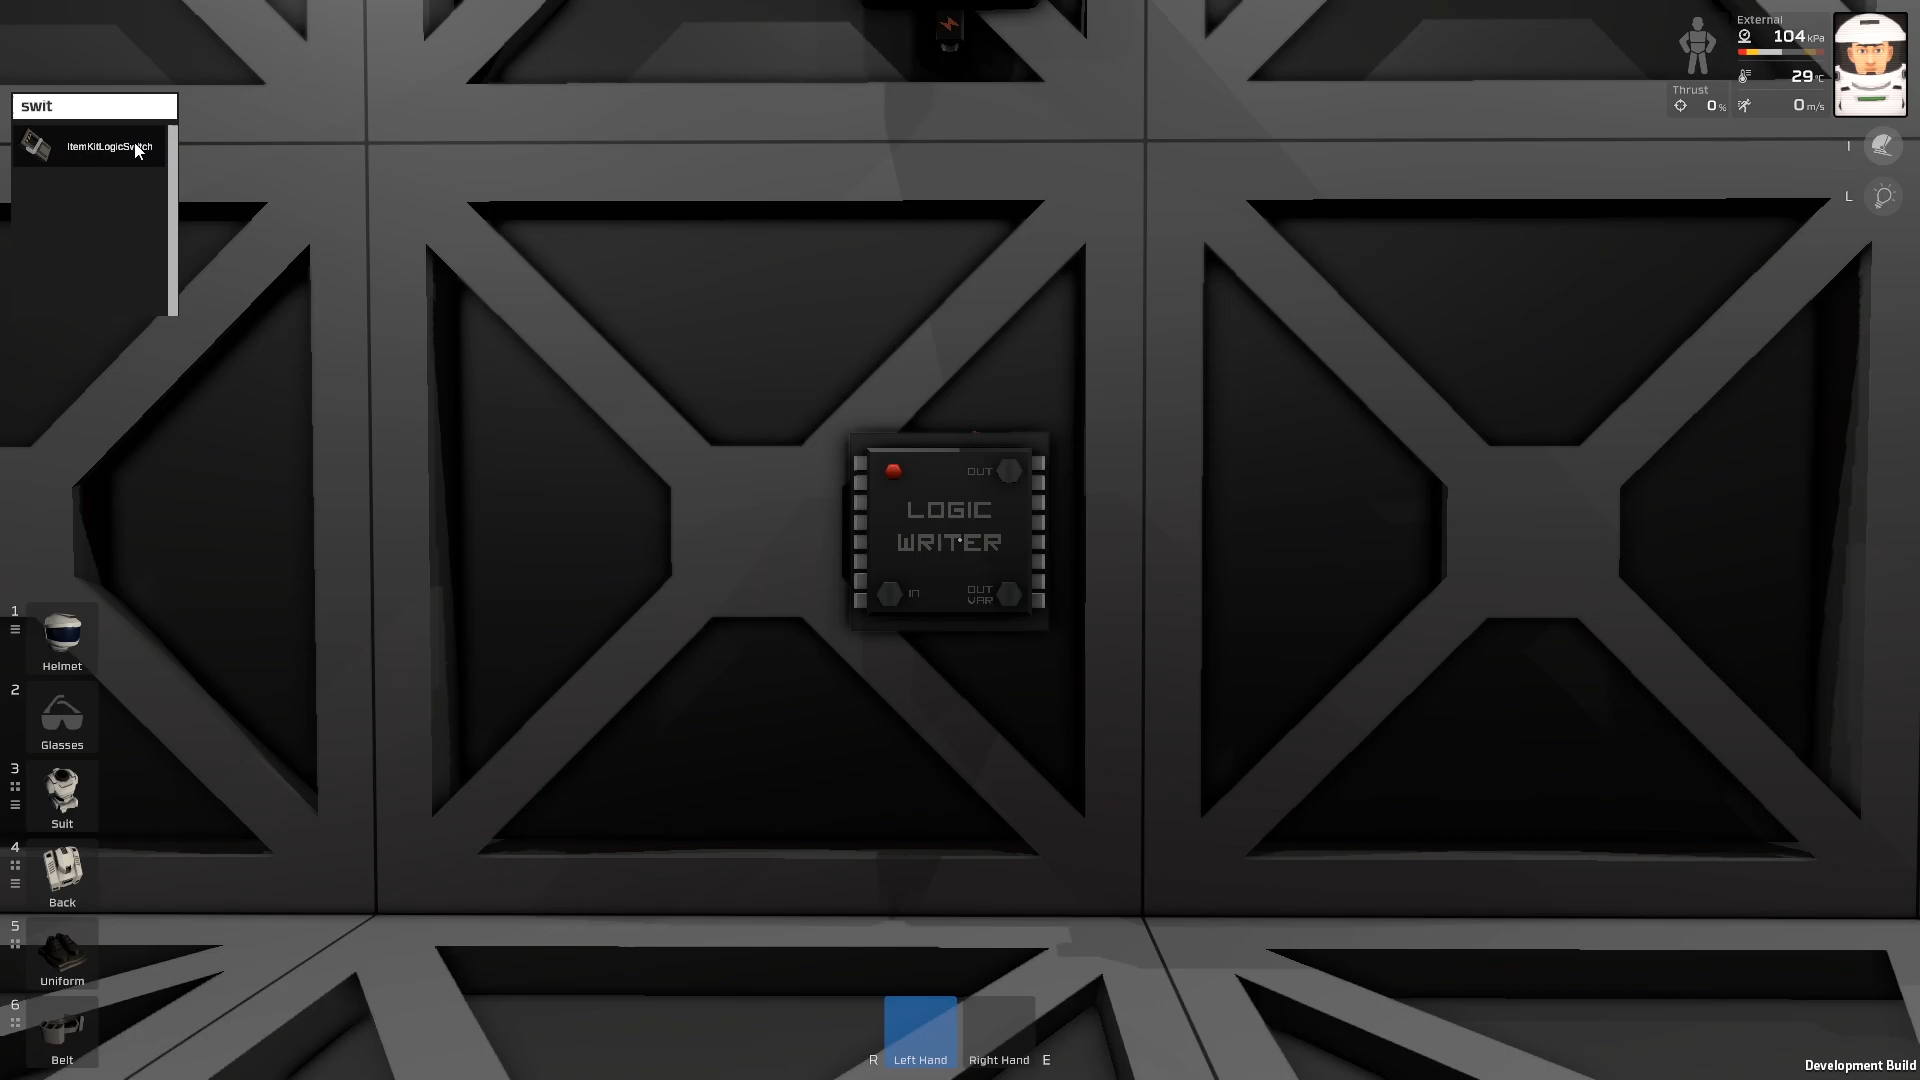 swit
ItemKitLogicSwitch
External
104 kPa
29 °C
Thrust
0 %
0 m/s
I
L
OUT
LOGIC
WRITER
IN
OUT
VAR
1
Helmet
2
Glasses
3
Suit
4
Back
5
Uniform
6
Belt
R
Left Hand
Right Hand
E
Development Build